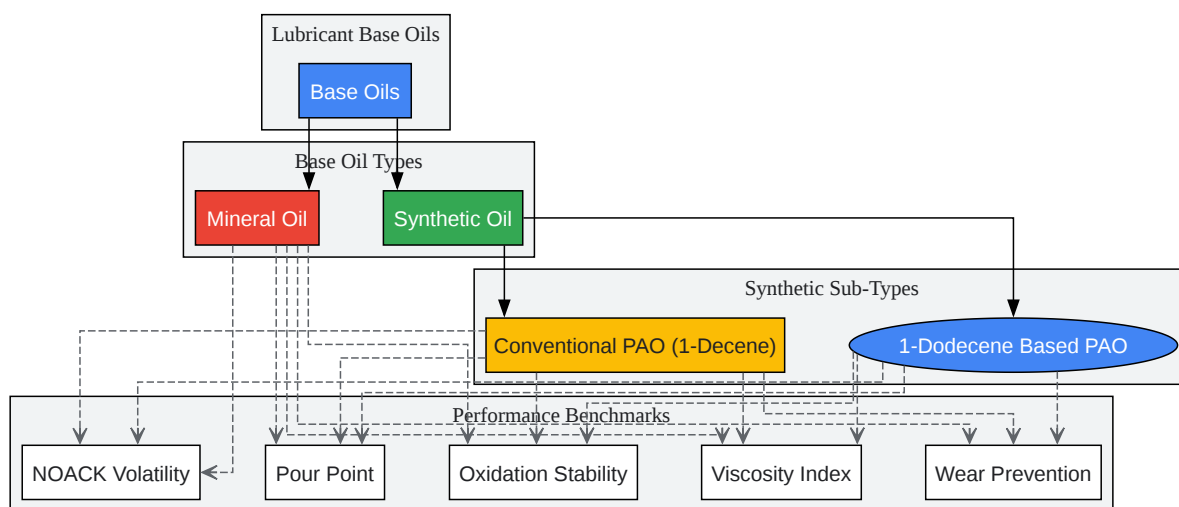 Lubricant Base Oils
Base Oils
Base Oil Types
Mineral Oil
Synthetic Oil
Synthetic Sub-Types
Conventional PAO (1-Decene)
1-Dodecene Based PAO
Performance Benchmarks
NOACK Volatility
Pour Point
Oxidation Stability
Viscosity Index
Wear Prevention